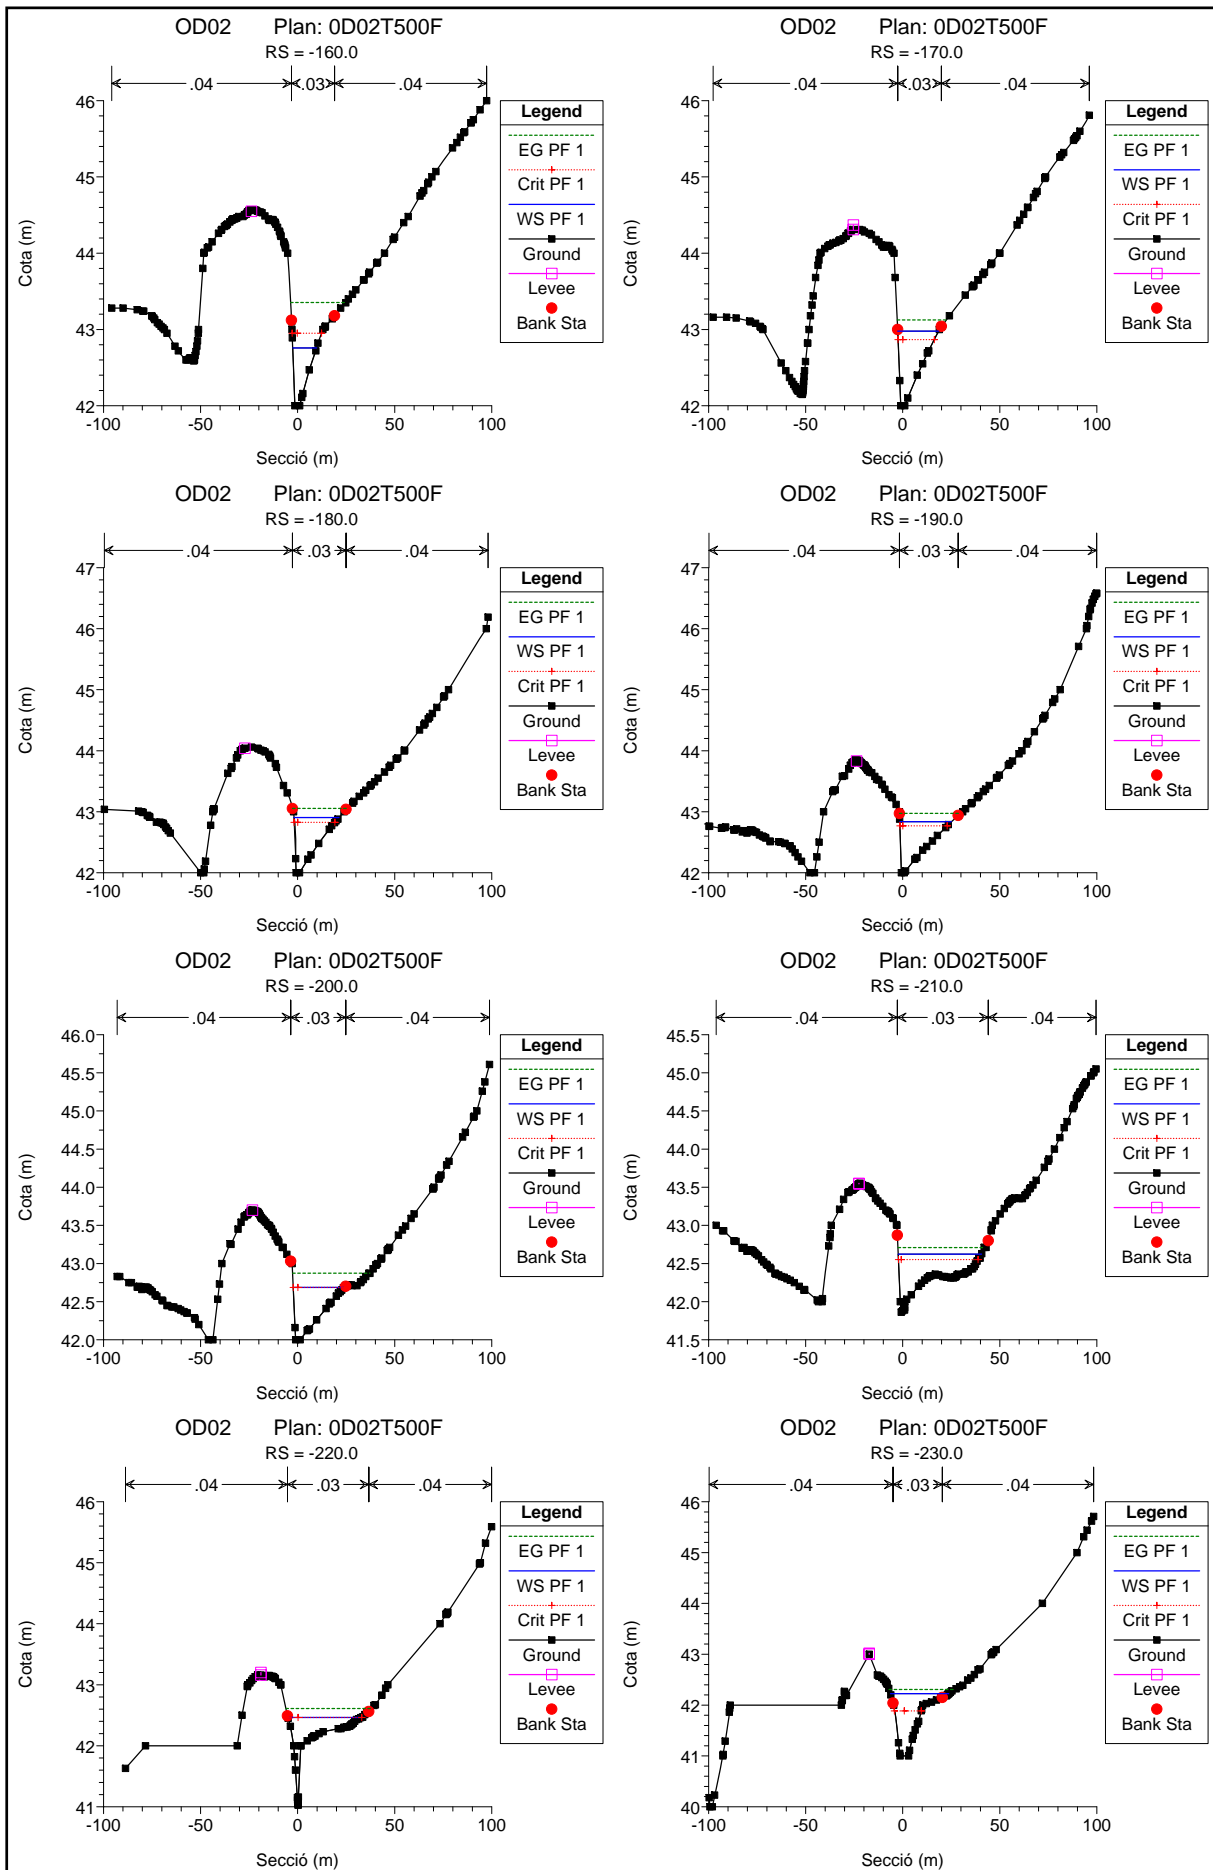 OD02 Plan: 0D02T500F
RS = -160.0
.04 .03 .04
46
45
44
43
42
-100 -50 0 50 100
Cota (m)
Secció (m)
Legend
EG PF 1
Crit PF 1
WS PF 1
Ground
Levee
Bank Sta
OD02 Plan: 0D02T500F
RS = -170.0
.04 .03 .04
46
45
44
43
42
-100 -50 0 50 100
Cota (m)
Secció (m)
Legend
EG PF 1
WS PF 1
Crit PF 1
Ground
Levee
Bank Sta
OD02 Plan: 0D02T500F
RS = -180.0
.04 .03 .04
47
46
45
44
43
42
-100 -50 0 50 100
Cota (m)
Secció (m)
Legend
EG PF 1
WS PF 1
Crit PF 1
Ground
Levee
Bank Sta
OD02 Plan: 0D02T500F
RS = -190.0
.04 .03 .04
47
46
45
44
43
42
-100 -50 0 50 100
Cota (m)
Secció (m)
Legend
EG PF 1
WS PF 1
Crit PF 1
Ground
Levee
Bank Sta
OD02 Plan: 0D02T500F
RS = -200.0
.04 .03 .04
46.0
45.5
45.0
44.5
44.0
43.5
43.0
42.5
42.0
-100 -50 0 50 100
Cota (m)
Secció (m)
Legend
EG PF 1
WS PF 1
Crit PF 1
Ground
Levee
Bank Sta
OD02 Plan: 0D02T500F
RS = -210.0
.04 .03 .04
45.5
45.0
44.5
44.0
43.5
43.0
42.5
42.0
41.5
-100 -50 0 50 100
Cota (m)
Secció (m)
Legend
EG PF 1
WS PF 1
Crit PF 1
Ground
Levee
Bank Sta
OD02 Plan: 0D02T500F
RS = -220.0
.04 .03 .04
46
45
44
43
42
41
-100 -50 0 50 100
Cota (m)
Secció (m)
Legend
EG PF 1
WS PF 1
Crit PF 1
Ground
Levee
Bank Sta
OD02 Plan: 0D02T500F
RS = -230.0
.04 .03 .04
46
45
44
43
42
41
40
-100 -50 0 50 100
Cota (m)
Secció (m)
Legend
EG PF 1
WS PF 1
Crit PF 1
Ground
Levee
Bank Sta